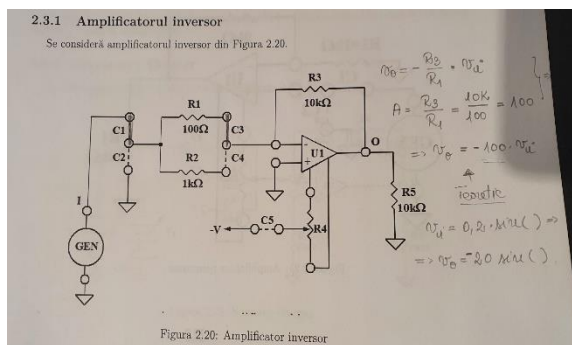 2.3.1 Amplificatorul inversor
Se consideră amplificatorul inversor din Figura 2.20.
R1
100Ω
R2
1kΩ
C1
C2
C3
C4
R3
10kΩ
-
+
U1
O
R5
10kΩ
I
GEN
-V
C5
R4
Figura 2.20: Amplificator inversor
v₀ = - R3/R1 · vᵢ
A = R3/R1 = 10K/100 = 100
=> v₀ = -100 · vᵢ
teoretic
vᵢ = 0,2 · sin( ) =>
=> v₀ = -20 sin( ).